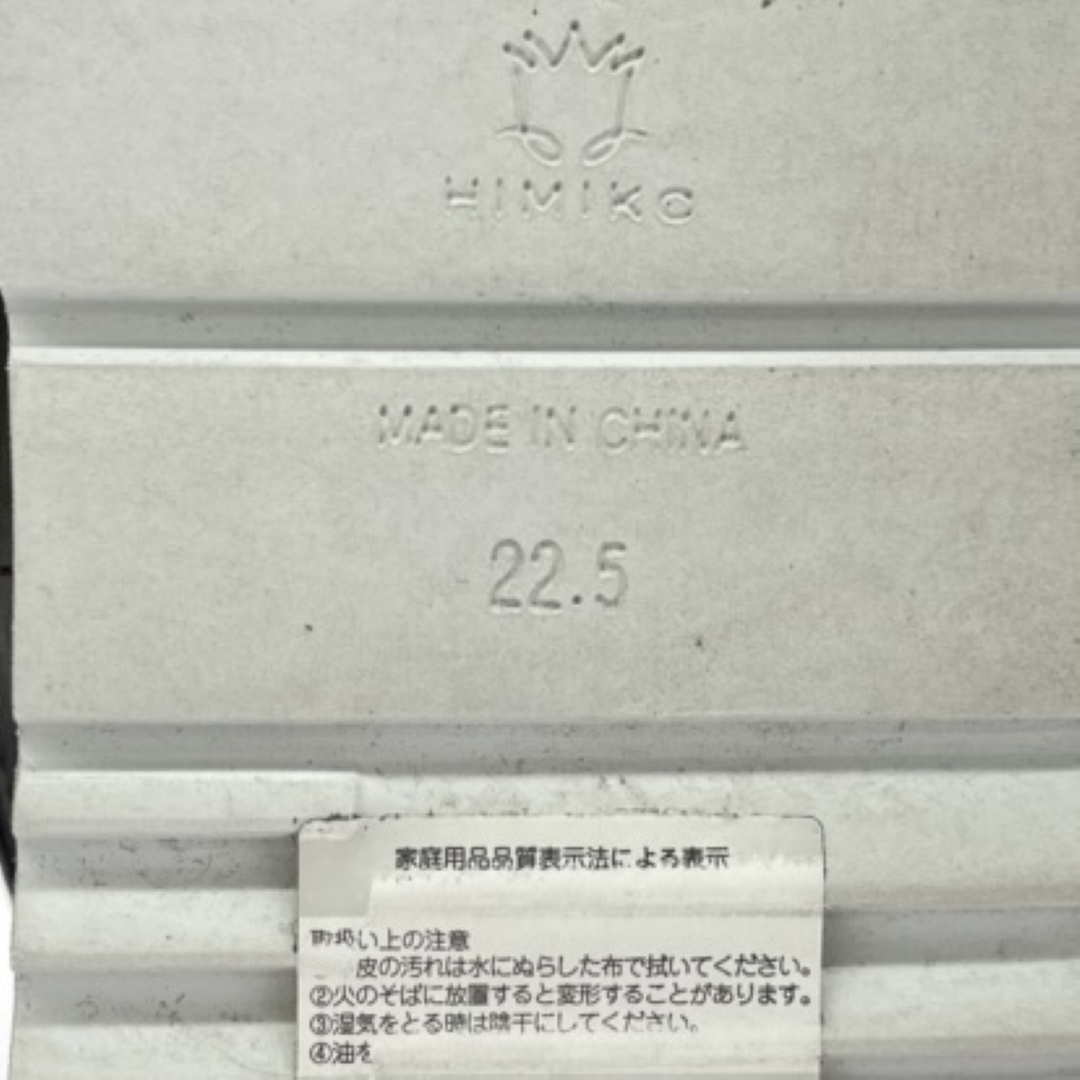 HIMIKO
MADE IN CHINA
22.5
家庭用品品質表示法による表示
取扱い上の注意
皮の汚れは水にぬらした布で拭いてください。
②火のそばに放置すると変形することがあります。
③湿気をとる時は陰干にしてください。
④油を